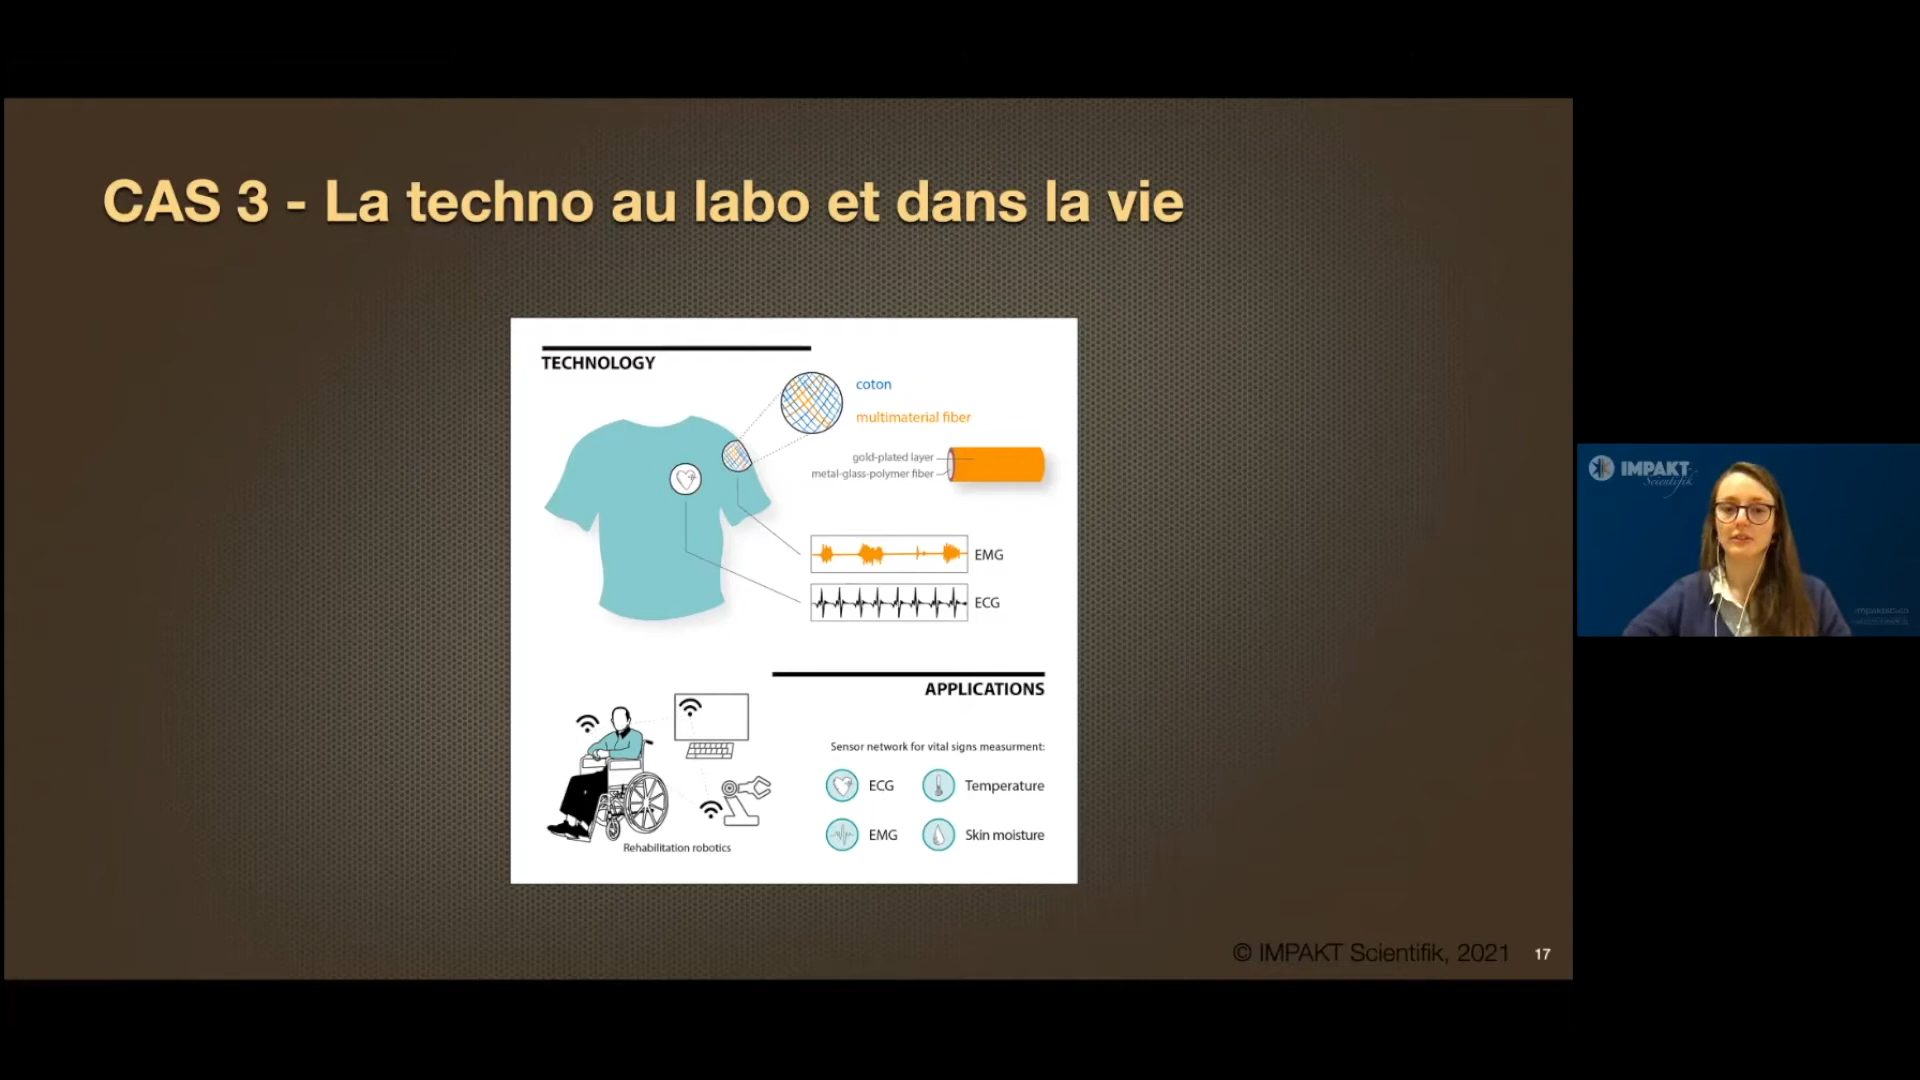 CAS 3 - La techno au labo et dans la vie
TECHNOLOGY
coton
multimaterial fiber
gold-plated layer
metal-glass-polymer fiber
EMG
ECG
APPLICATIONS
Sensor network for vital signs measurment:
ECG
Temperature
EMG
Skin moisture
Rehabilitation robotics
© IMPAKT Scientifik, 2021
17
IMPAKT
Scientifik